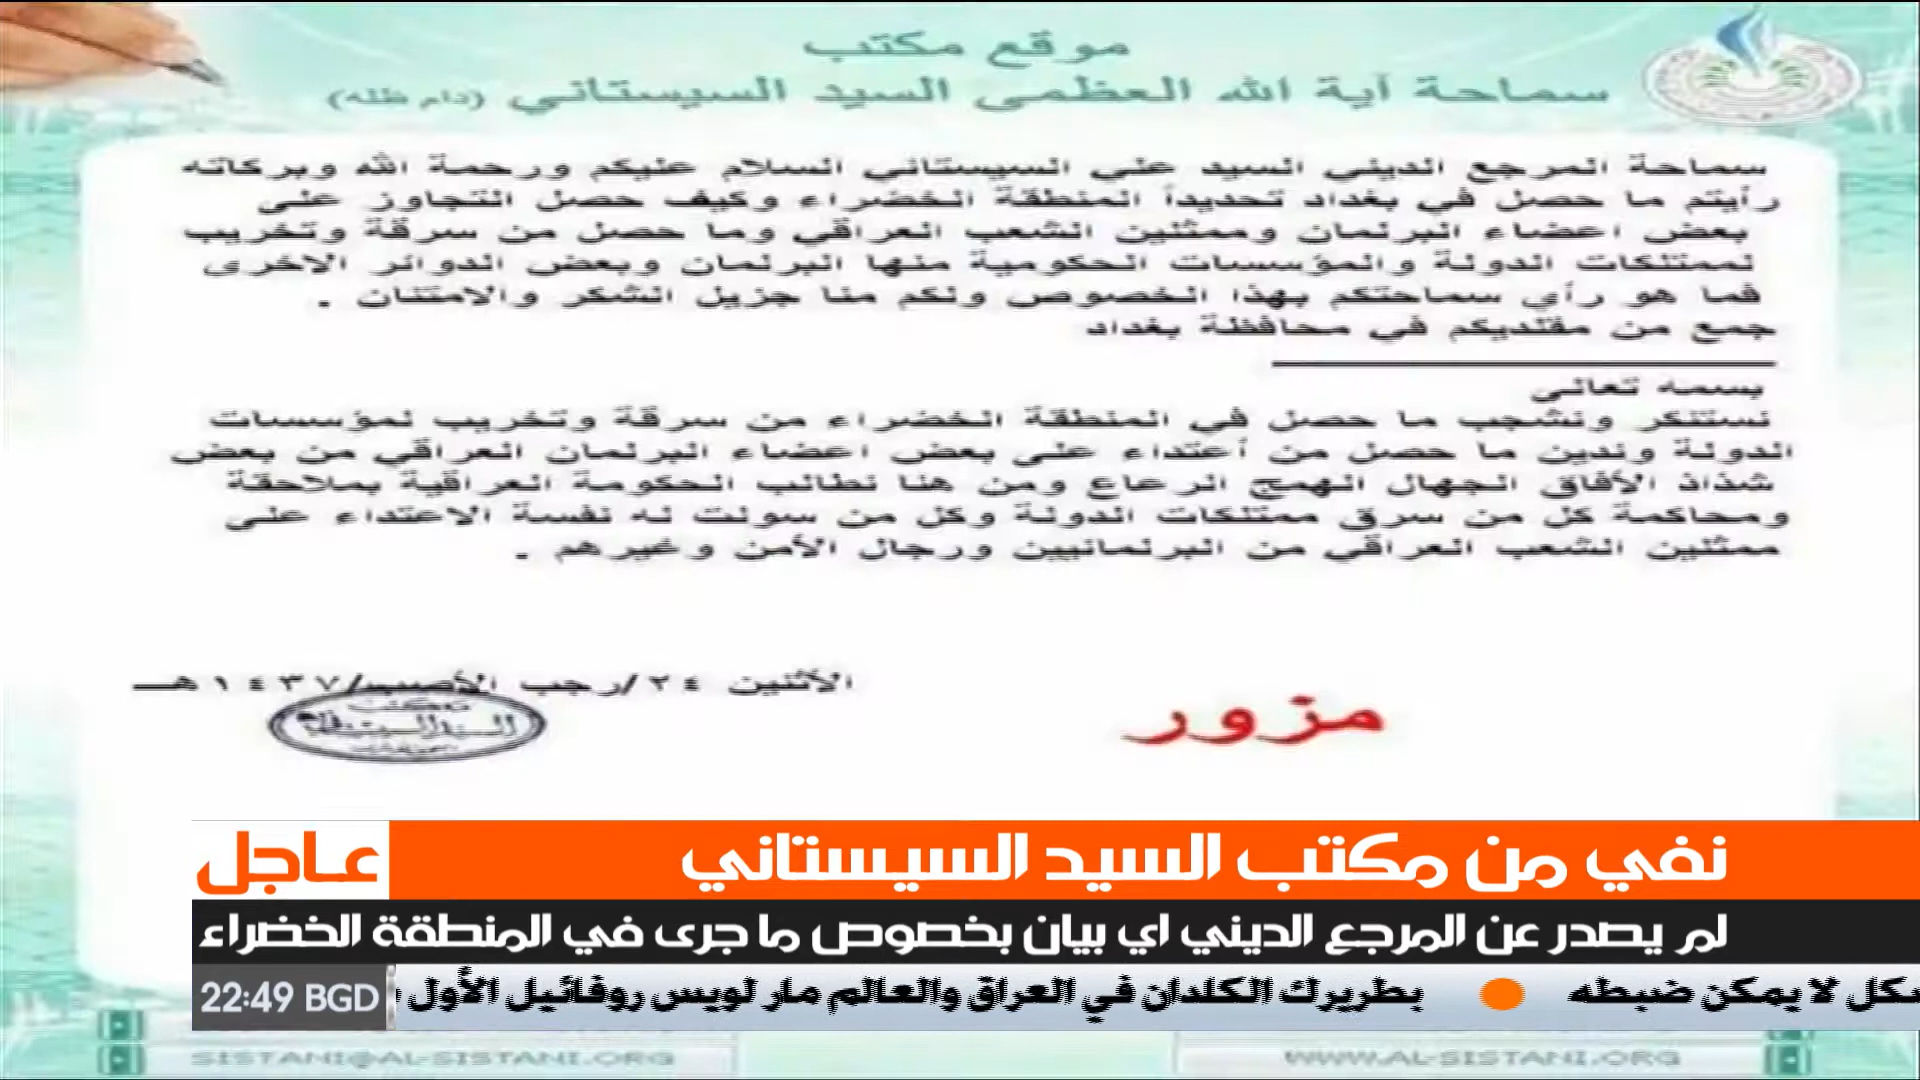 موقع مكتب
سماحة آية الله العظمى السيد السيستاني (دام ظله)
سماحة المرجع الديني السيد علي السيستاني السلام عليكم ورحمة الله وبركاته
رأيتم ما حصل في بغداد تحديداً المنطقة الخضراء وكيف حصل التجاوز على
بعض اعضاء البرلمان وممثلين الشعب العراقي وما حصل من سرقة وتخريب
لممتلكات الدولة والمؤسسات الحكومية منها البرلمان وبعض الدوائر الاخرى
فما هو رأي سماحتكم بهذا الخصوص ولكم منا جزيل الشكر والامتنان .
جمع من مقلديكم في محافظة بغداد
بسمه تعالى
نستنكر ونشجب ما حصل في المنطقة الخضراء من سرقة وتخريب لمؤسسات
الدولة وندين ما حصل من أعتداء على بعض اعضاء البرلمان العراقي من بعض
شذاذ الأفاق الجهال الهمج الرعاع ومن هنا نطالب الحكومة العراقية بملاحقة
ومحاكمة كل من سرق ممتلكات الدولة وكل من سولت له نفسة الاعتداء على
ممثلين الشعب العراقي من البرلمانيين ورجال الأمن وغيرهم .
الأثنين ٢٤/رجب الأصب/١٤٣٧هـ
مزور
عاجل
نفي من مكتب السيد السيستاني
لم يصدر عن المرجع الديني اي بيان بخصوص ما جرى في المنطقة الخضراء
22:49 BGD
شكل لا يمكن ضبطه
بطريرك الكلدان في العراق والعالم مار لويس روفائيل الأول
SISTANI@AL-SISTANI.ORG
WWW.AL-SISTANI.ORG